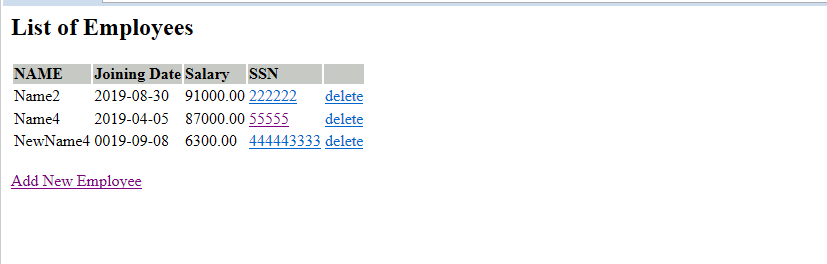 List of Employees
NAME Joining Date Salary SSN
Name2 2019-08-30 91000.00 222222 delete
Name4 2019-04-05 87000.00 55555 delete
NewName4 0019-09-08 6300.00 444443333 delete
Add New Employee